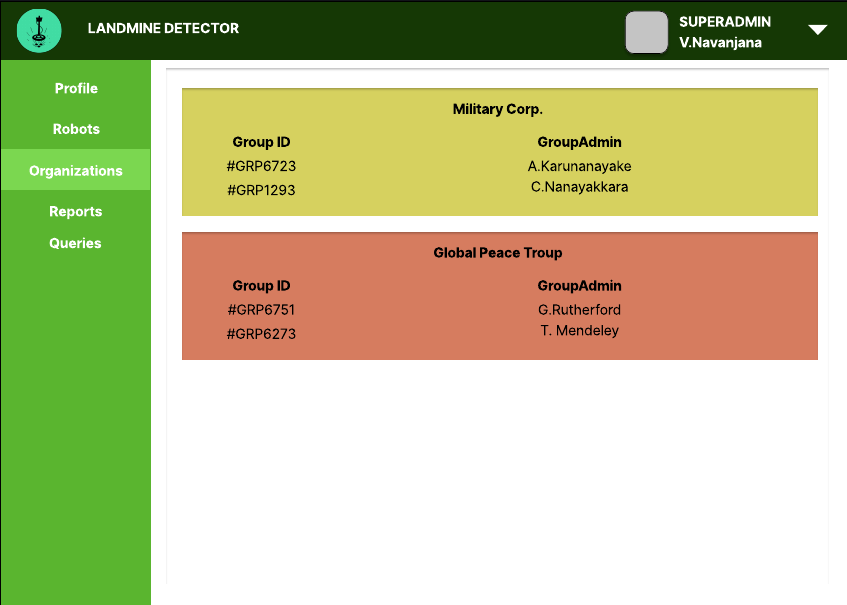 LANDMINE DETECTOR
SUPERADMIN
V.Navanjana
Profile
Robots
Organizations
Reports
Queries
Military Corp.
Group ID GroupAdmin
#GRP6723 A.Karunanayake
#GRP1293 C.Nanayakkara
Global Peace Troup
Group ID GroupAdmin
#GRP6751 G.Rutherford
#GRP6273 T. Mendeley